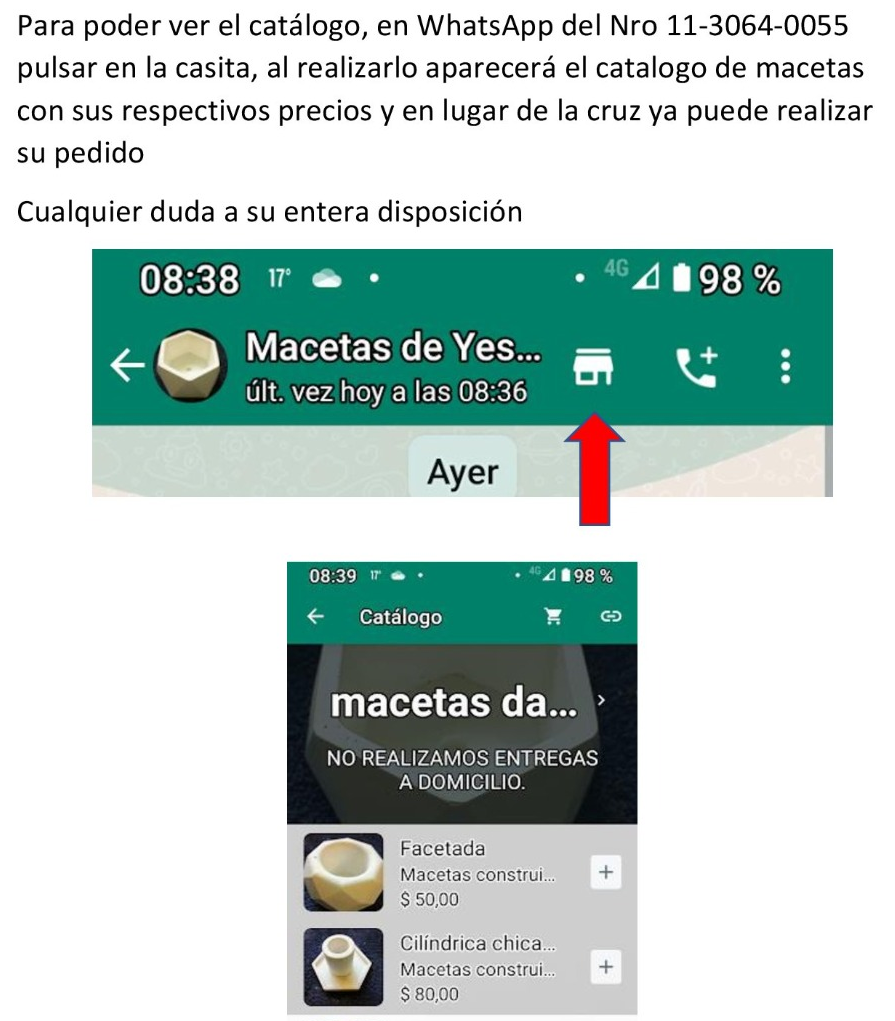 Para poder ver el catálogo, en WhatsApp del Nro 11-3064-0055
pulsar en la casita, al realizarlo aparecerá el catalogo de macetas
con sus respectivos precios y en lugar de la cruz ya puede realizar
su pedido
Cualquier duda a su entera disposición
08:38 17° 4G 98 %
Macetas de Yes...
últ. vez hoy a las 08:36
Ayer
08:39 17° 4G 98 %
Catálogo
macetas da...
NO REALIZAMOS ENTREGAS
A DOMICILIO.
Facetada
Macetas construi...
$ 50,00
Cilíndrica chica...
Macetas construi...
$ 80,00